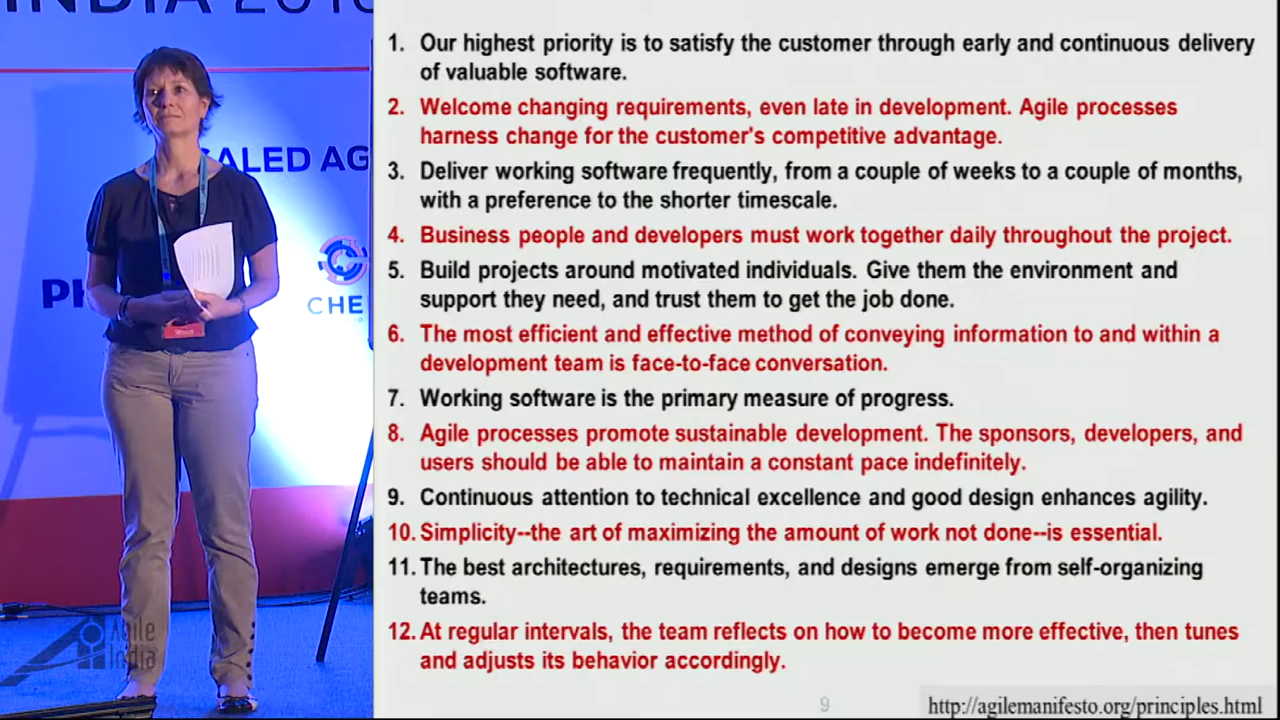 INDIA 2016
CALED AG
PH
CHE
Agile
India
1. Our highest priority is to satisfy the customer through early and continuous delivery
of valuable software.
2. Welcome changing requirements, even late in development. Agile processes
harness change for the customer's competitive advantage.
3. Deliver working software frequently, from a couple of weeks to a couple of months,
with a preference to the shorter timescale.
4. Business people and developers must work together daily throughout the project.
5. Build projects around motivated individuals. Give them the environment and
support they need, and trust them to get the job done.
6. The most efficient and effective method of conveying information to and within a
development team is face-to-face conversation.
7. Working software is the primary measure of progress.
8. Agile processes promote sustainable development. The sponsors, developers, and
users should be able to maintain a constant pace indefinitely.
9. Continuous attention to technical excellence and good design enhances agility.
10. Simplicity--the art of maximizing the amount of work not done--is essential.
11. The best architectures, requirements, and designs emerge from self-organizing
teams.
12. At regular intervals, the team reflects on how to become more effective, then tunes
and adjusts its behavior accordingly.
9
http://agilemanifesto.org/principles.html